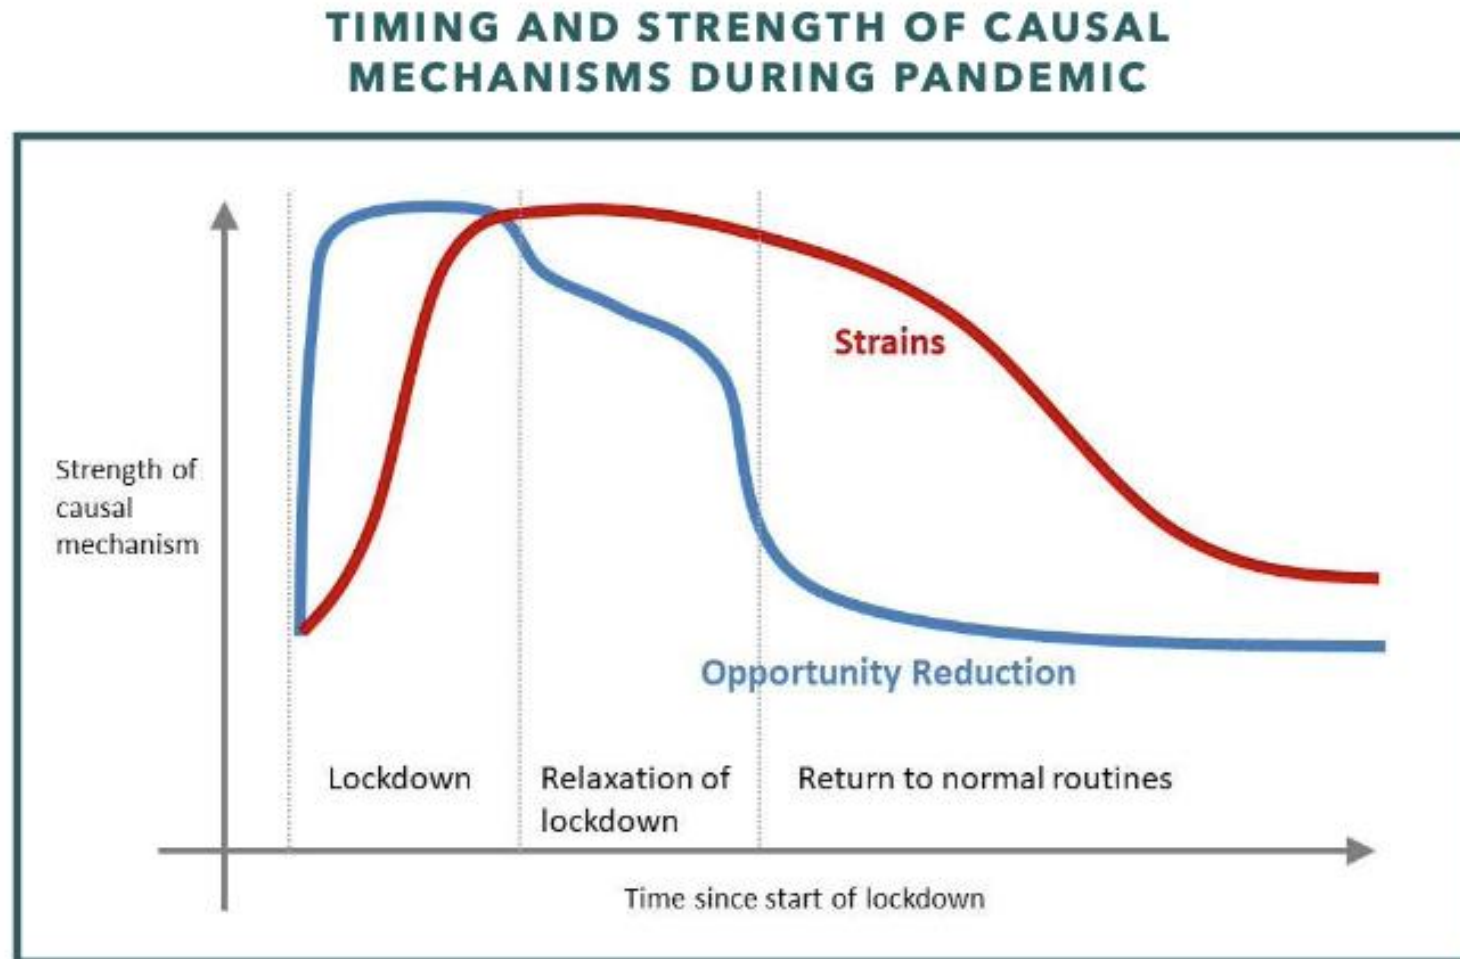 TIMING AND STRENGTH OF CAUSAL
MECHANISMS DURING PANDEMIC
Strains
Strength of
causal
mechanism
Opportunity Reduction
Lockdown
Relaxation of
lockdown
Return to normal routines
Time since start of lockdown